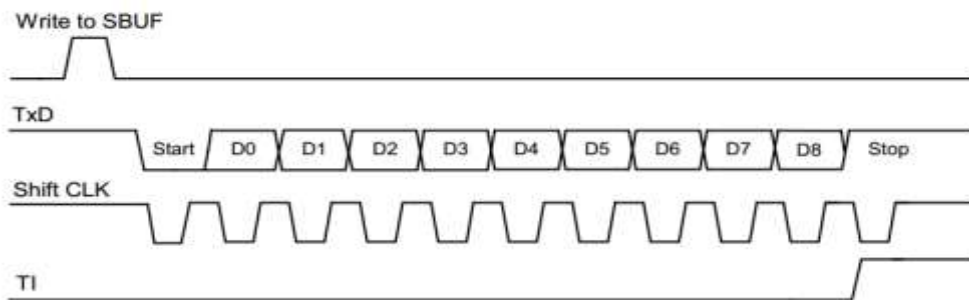 Write to SBUF
TxD
Start D0 D1 D2 D3 D4 D5 D6 D7 D8 Stop
Shift CLK
TI